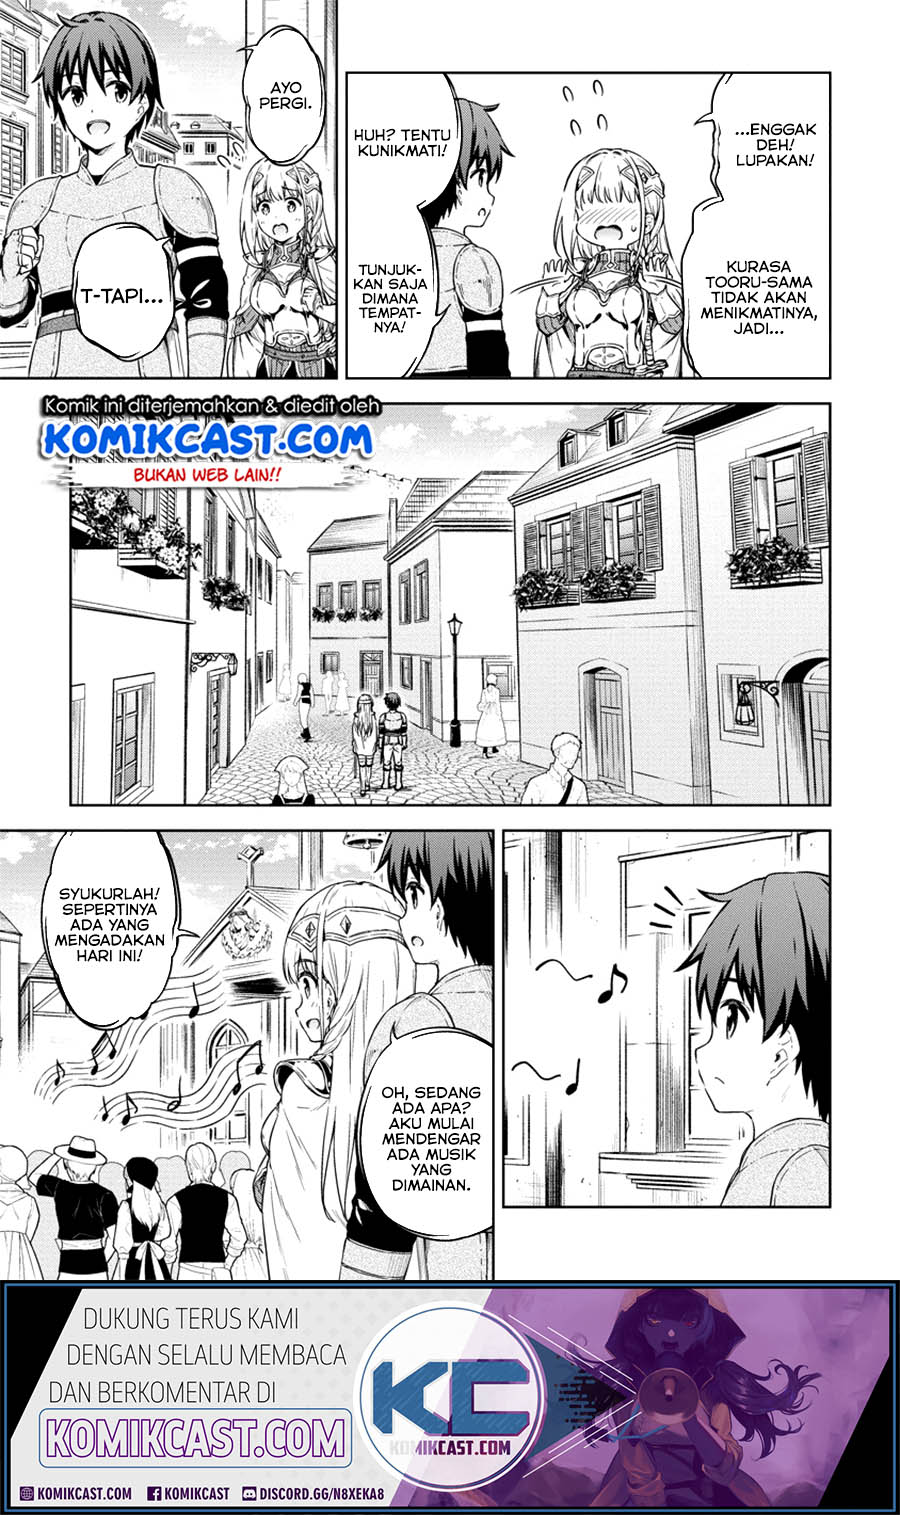 ...ENGGAK
DEH!
LUPAKAN!
KURASA
TOORU-SAMA
TIDAK AKAN
MENIKMATINYA,
JADI...
HUH? TENTU
KUNIKMATI!
TUNJUK-
KAN SAJA
DIMANA
TEMPAT-
NYA!
AYO
PERGI.
T-TAPI...
Komik ini diterjemahkan & diedit oleh
KOMIKCAST.COM
BUKAN WEB LAIN!!
OH, SEDANG
ADA APA?
AKU MULAI
MENDENGAR
ADA MUSIK
YANG
DIMAINAN.
SYUKURLAH!
SEPERTINYA
ADA YANG
MENGADAKAN
HARI INI!
DUKUNG TERUS KAMI
DENGAN SELALU MEMBACA
DAN BERKOMENTAR DI
KOMIKCAST.COM
KOMIKCAST.COM
KOMIKCAST
DISCORD.GG/N8XEKA8
KC
KOMIKCAST.COM